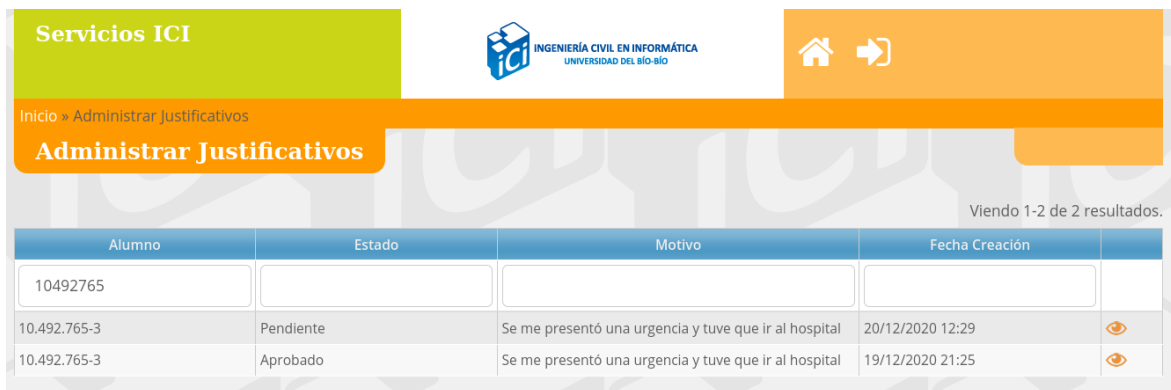 Servicios ICI
ici
INGENIERÍA CIVIL EN INFORMÁTICA
UNIVERSIDAD DEL BÍO-BÍO
Inicio » Administrar Justificativos
Administrar Justificativos
Viendo 1-2 de 2 resultados.
Alumno Estado Motivo Fecha Creación
10492765
10.492.765-3 Pendiente Se me presentó una urgencia y tuve que ir al hospital 20/12/2020 12:29
10.492.765-3 Aprobado Se me presentó una urgencia y tuve que ir al hospital 19/12/2020 21:25